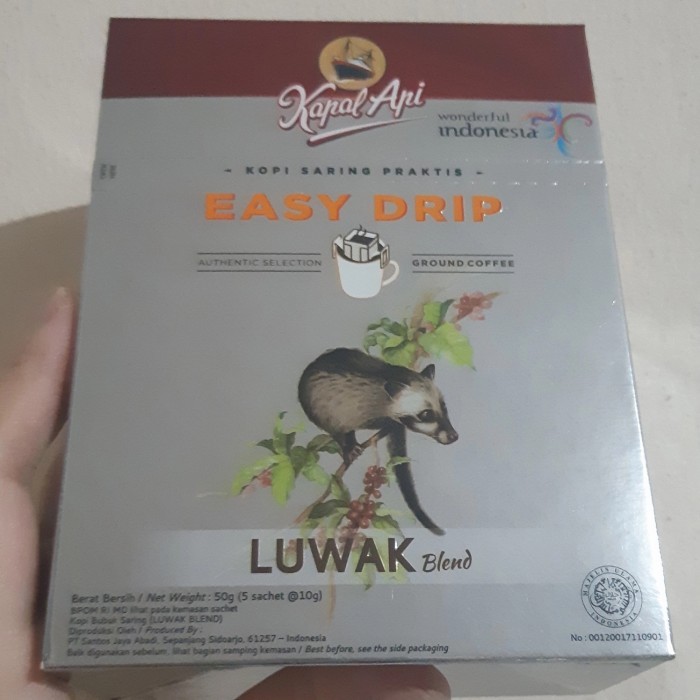 Kapal Api
wonderful
indonesia
- KOPI SARING PRAKTIS -
EASY DRIP
AUTHENTIC SELECTION
GROUND COFFEE
LUWAK Blend
Berat Bersih / Net Weight : 50g (5 sachet @10g)
BPOM RI MD lihat pada kemasan sachet
Kopi Bubuk Saring (LUWAK BLEND)
Diproduksi Oleh / Produced By :
PT Santos Jaya Abadi, Sepanjang Sidoarjo, 61257 – Indonesia
Baik digunakan sebelum, lihat bagian samping kemasan / Best before, see the side packaging
MAJELIS ULAMA
INDONESIA
No : 00120017110901